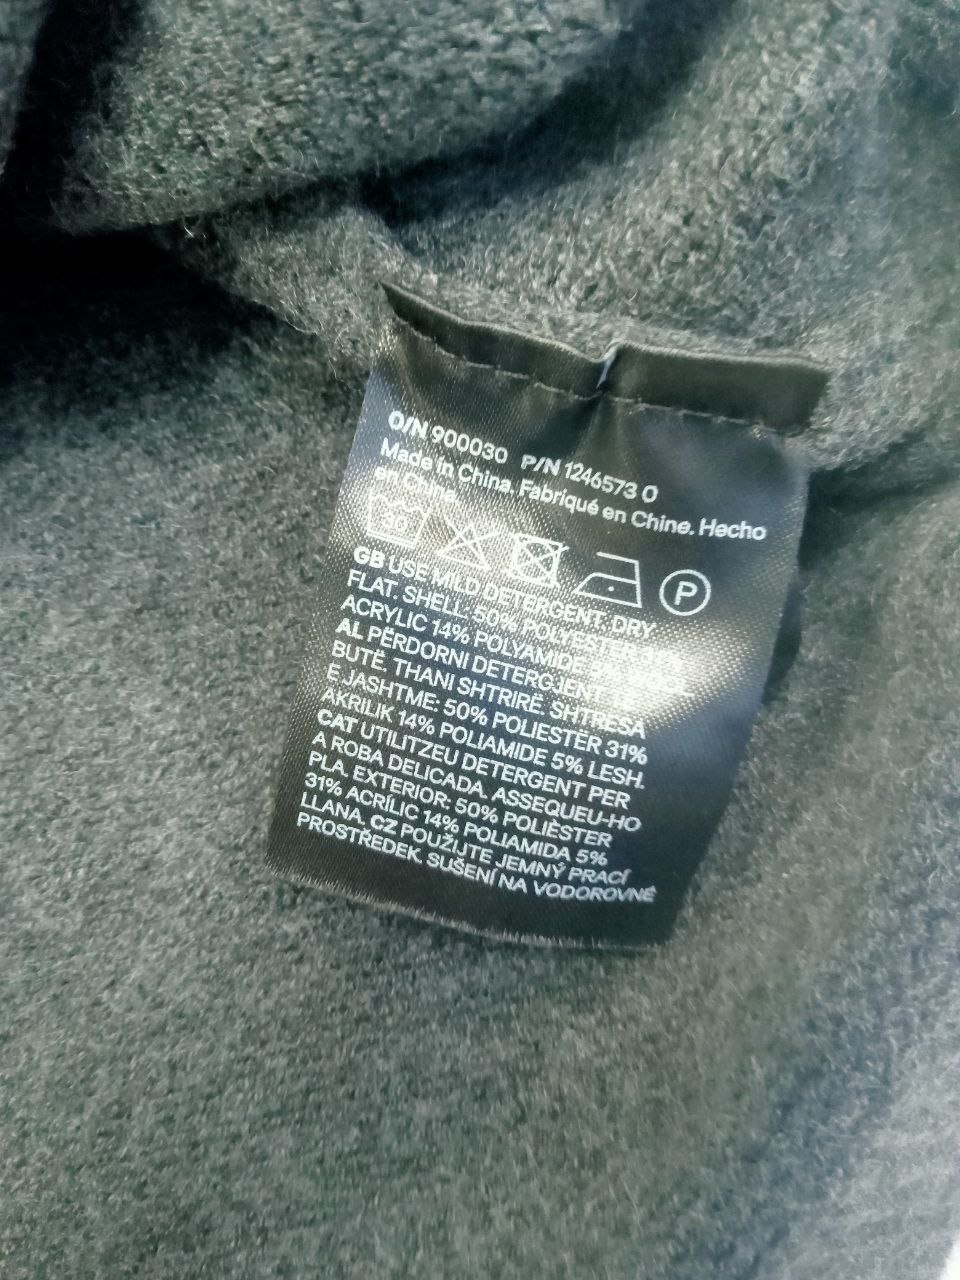 O/N 900030 P/N 1246573 0
Made in China. Fabriqué en Chine. Hecho
en China.
30 P
GB USE MILD DETERGENT. DRY
FLAT. SHELL: 50% POLYESTER
ACRYLIC 14% POLYAMIDE
AL PËRDORNI DETERGJENT
BUTË. THANI SHTRIRË. SHTRESA
E JASHTME: 50% POLIESTËR 31%
AKRILIK 14% POLIAMIDE 5% LESH.
CAT UTILITZEU DETERGENT PER
A ROBA DELICADA. ASSEQUEU-HO
PLA. EXTERIOR: 50% POLIÈSTER
31% ACRÍLIC 14% POLIAMIDA 5%
LLANA. CZ POUŽIJTE JEMNÝ PRACÍ
PROSTŘEDEK. SUŠENÍ NA VODOROVNÉ